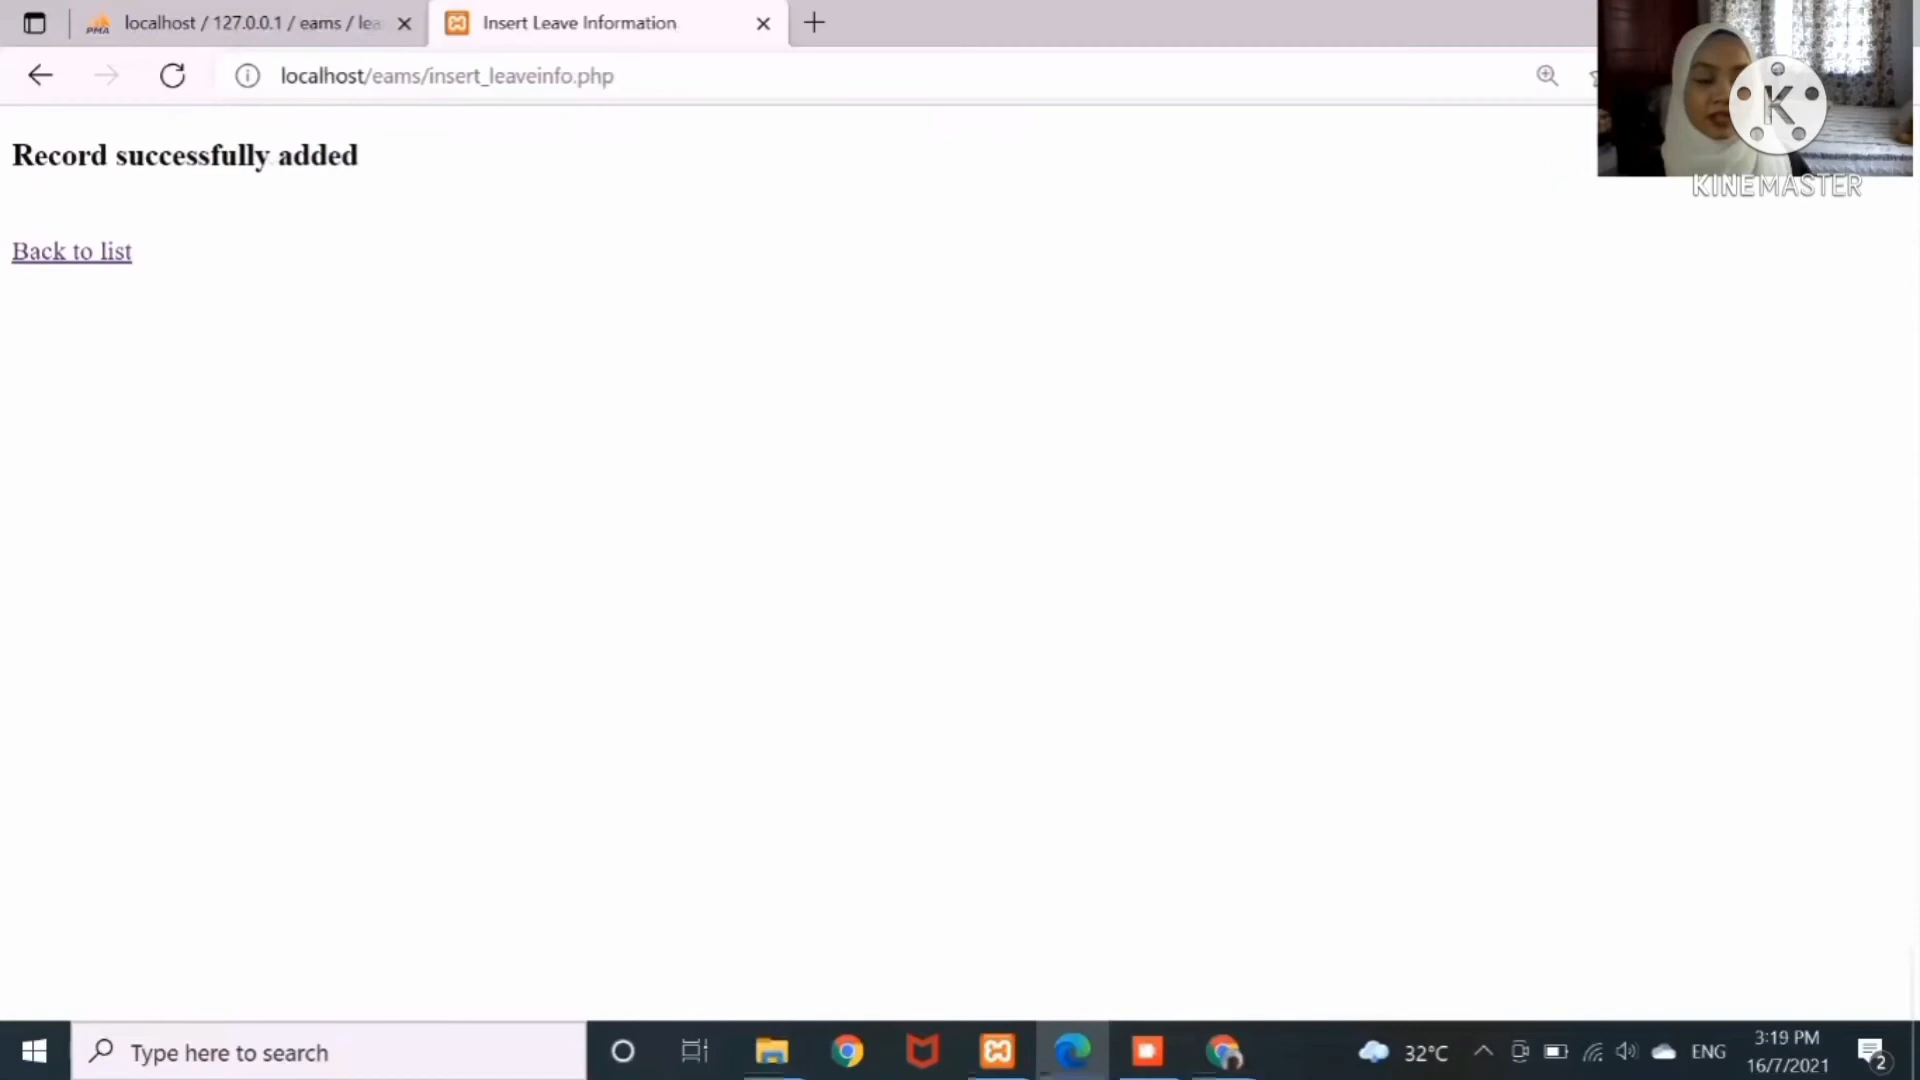 localhost / 127.0.0.1 / eams / lea
Insert Leave Information
localhost/eams/insert_leaveinfo.php
Record successfully added
Back to list
K
KINEMASTER
Type here to search
32°C
ENG
3:19 PM
16/7/2021
2
PMA